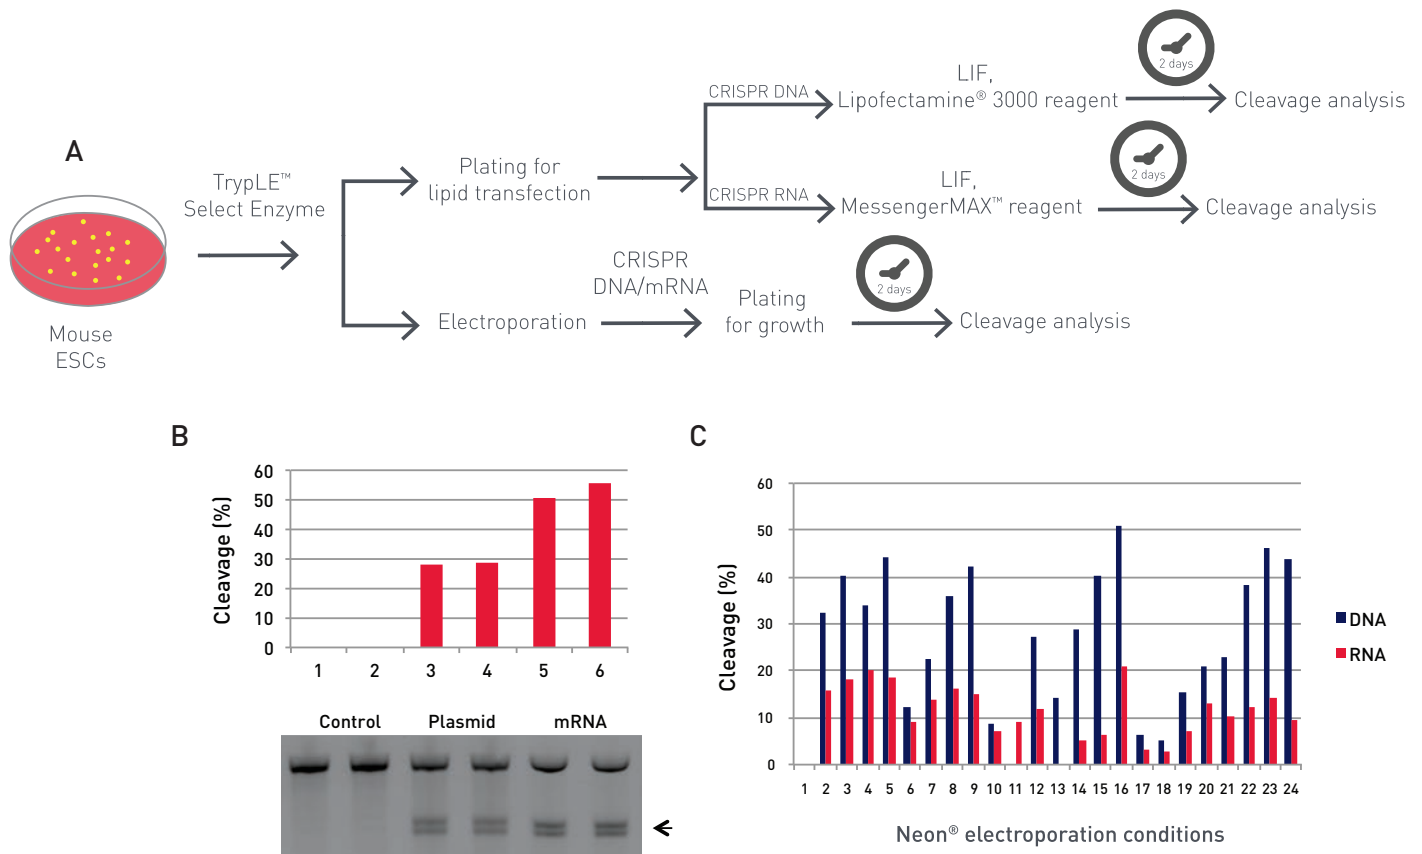 A
Mouse
ESCs
TrypLE™
Select Enzyme
Plating for
lipid transfection
CRISPR DNA
LIF,
Lipofectamine® 3000 reagent
2 days
Cleavage analysis
CRISPR RNA
LIF,
MessengerMAX™ reagent
2 days
Cleavage analysis
Electroporation
CRISPR
DNA/mRNA
Plating
for growth
2 days
Cleavage analysis
B
Cleavage (%)
60
50
40
30
20
10
0
1 2 3 4 5 6
Control Plasmid mRNA
C
Cleavage (%)
60
50
40
30
20
10
0
1 2 3 4 5 6 7 8 9 10 11 12 13 14 15 16 17 18 19 20 21 22 23 24
Neon® electroporation conditions
DNA
RNA